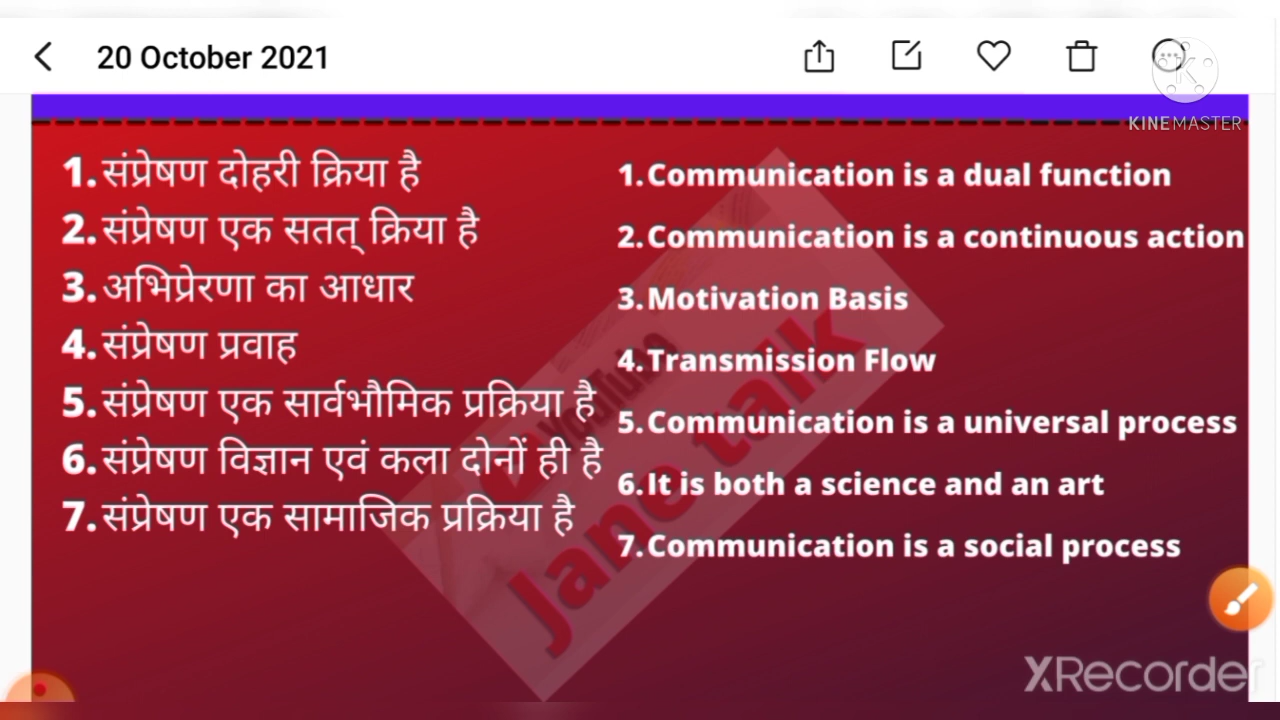 20 October 2021
KINEMASTER
1. संप्रेषण दोहरी क्रिया है
2. संप्रेषण एक सतत् क्रिया है
3. अभिप्रेरणा का आधार
4. संप्रेषण प्रवाह
5. संप्रेषण एक सार्वभौमिक प्रक्रिया है
6. संप्रेषण विज्ञान एवं कला दोनों ही है
7. संप्रेषण एक सामाजिक प्रक्रिया है
1. Communication is a dual function
2. Communication is a continuous action
3. Motivation Basis
4. Transmission Flow
5. Communication is a universal process
6. It is both a science and an art
7. Communication is a social process
YouTube
Jane talk
XRecorder